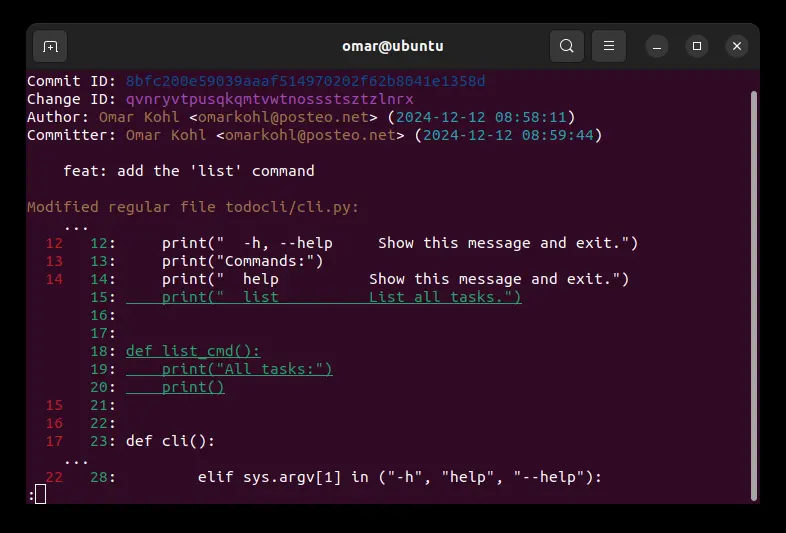 omar@ubuntu
Commit ID: 8bfc200e59039aaaf514970202f62b8041e1358d
Change ID: qvnryvtpusqkqmtvwtnossstsztzlnrx
Author: Omar Kohl <omarkohl@posteo.net> (2024-12-12 08:58:11)
Committer: Omar Kohl <omarkohl@posteo.net> (2024-12-12 08:59:44)

    feat: add the 'list' command

Modified regular file todocli/cli.py:
    ...
  12   12:     print("  -h, --help     Show this message and exit.")
  13   13:     print("Commands:")
  14   14:     print("  help          Show this message and exit.")
       15:     print("  list          List all tasks.")
       16:
       17:
       18: def list_cmd():
       19:     print("All tasks:")
       20:     print()
  15   21:
  16   22:
  17   23: def cli():
    ...
  22   28:         elif sys.argv[1] in ("-h", "help", "--help"):
: